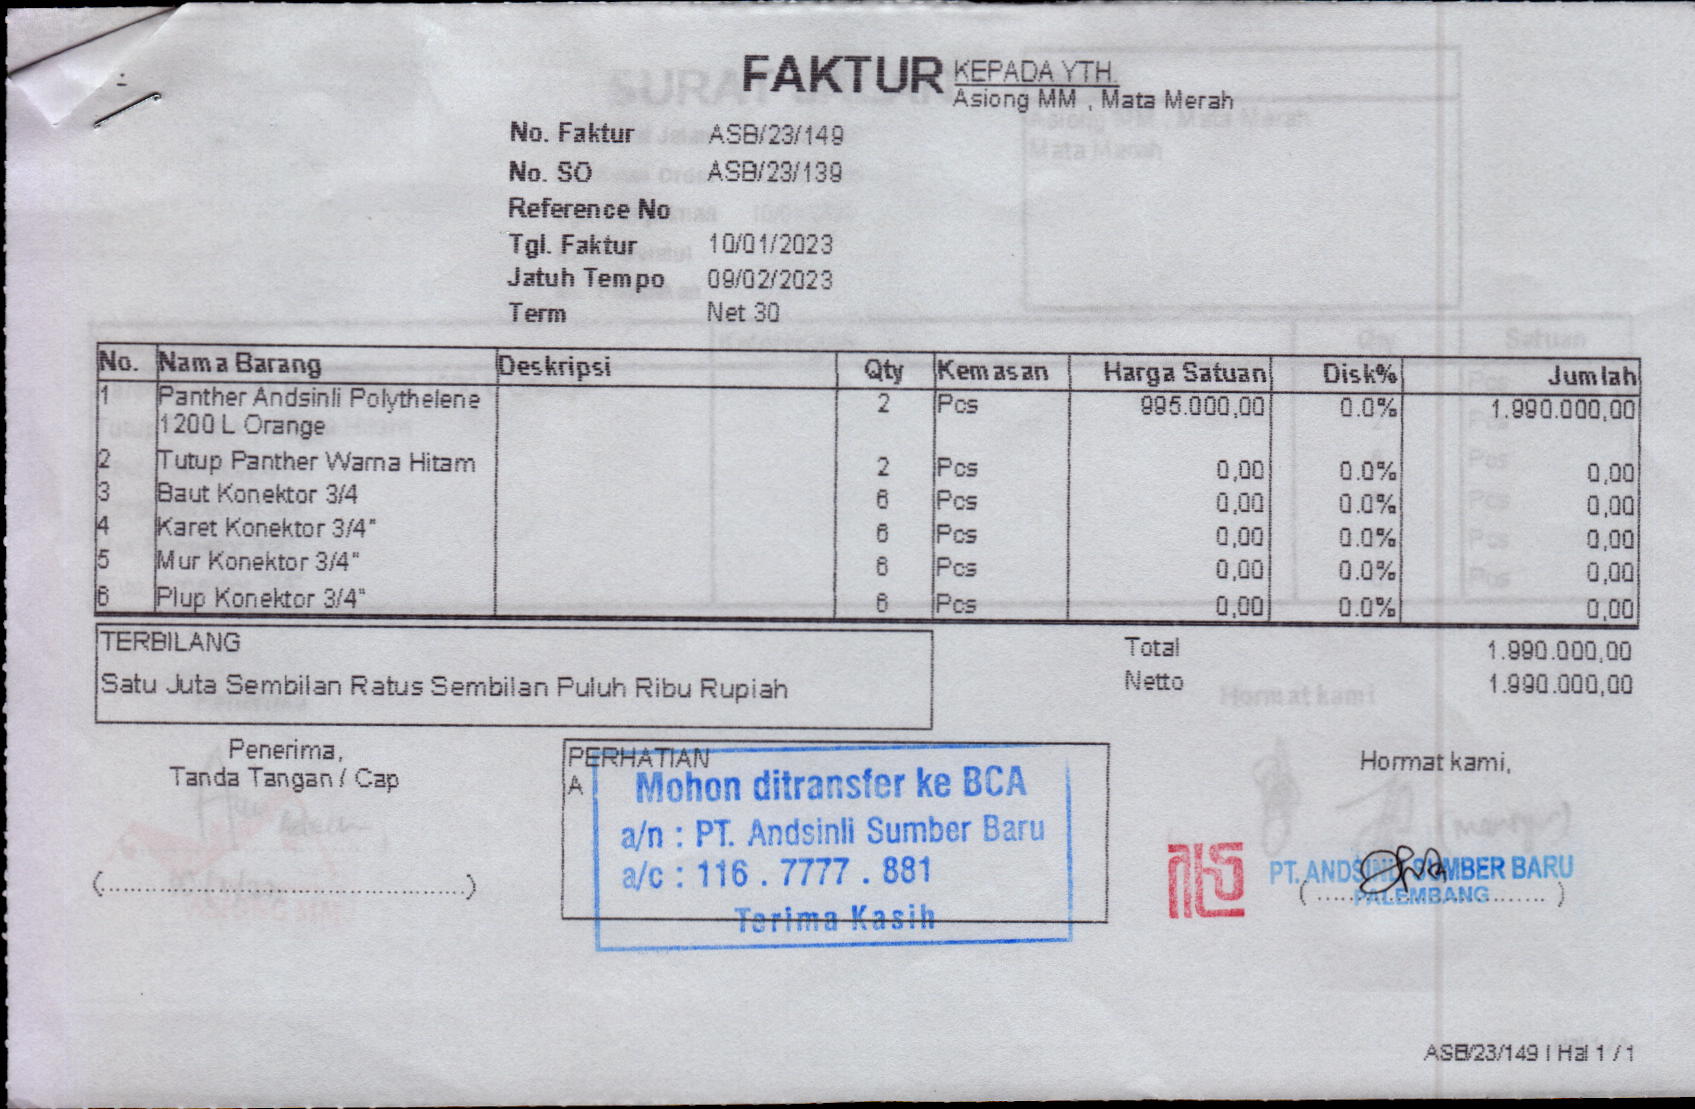 FAKTUR
KEPADA YTH.
Asiong MM , Mata Merah
No. Faktur ASB/23/149
No. SO ASB/23/139
Reference No
Tgl. Faktur 10/01/2023
Jatuh Tempo 09/02/2023
Term Net 30
No. Nama Barang Deskripsi Qty Kemasan Harga Satuan Disk% Jumlah
1 Panther Andsinli Polythelene 2 Pcs 995.000,00 0.0% 1.990.000,00
1200 L Orange
2 Tutup Panther Warna Hitam 2 Pcs 0,00 0.0% 0,00
3 Baut Konektor 3/4 6 Pcs 0,00 0.0% 0,00
4 Karet Konektor 3/4" 6 Pcs 0,00 0.0% 0,00
5 Mur Konektor 3/4" 6 Pcs 0,00 0.0% 0,00
6 Plup Konektor 3/4" 6 Pcs 0,00 0.0% 0,00
TERBILANG
Satu Juta Sembilan Ratus Sembilan Puluh Ribu Rupiah
Total 1.990.000,00
Netto 1.990.000,00
Penerima,
Tanda Tangan / Cap
(....................................................)
PERHATIAN
A
Mohon ditransfer ke BCA
a/n : PT. Andsinli Sumber Baru
a/c : 116 . 7777 . 881
Terima Kasih
Hormat kami,
PT. ANDSINLI SUMBER BARU
PALEMBANG
ASB/23/149 | Hal 1 / 1